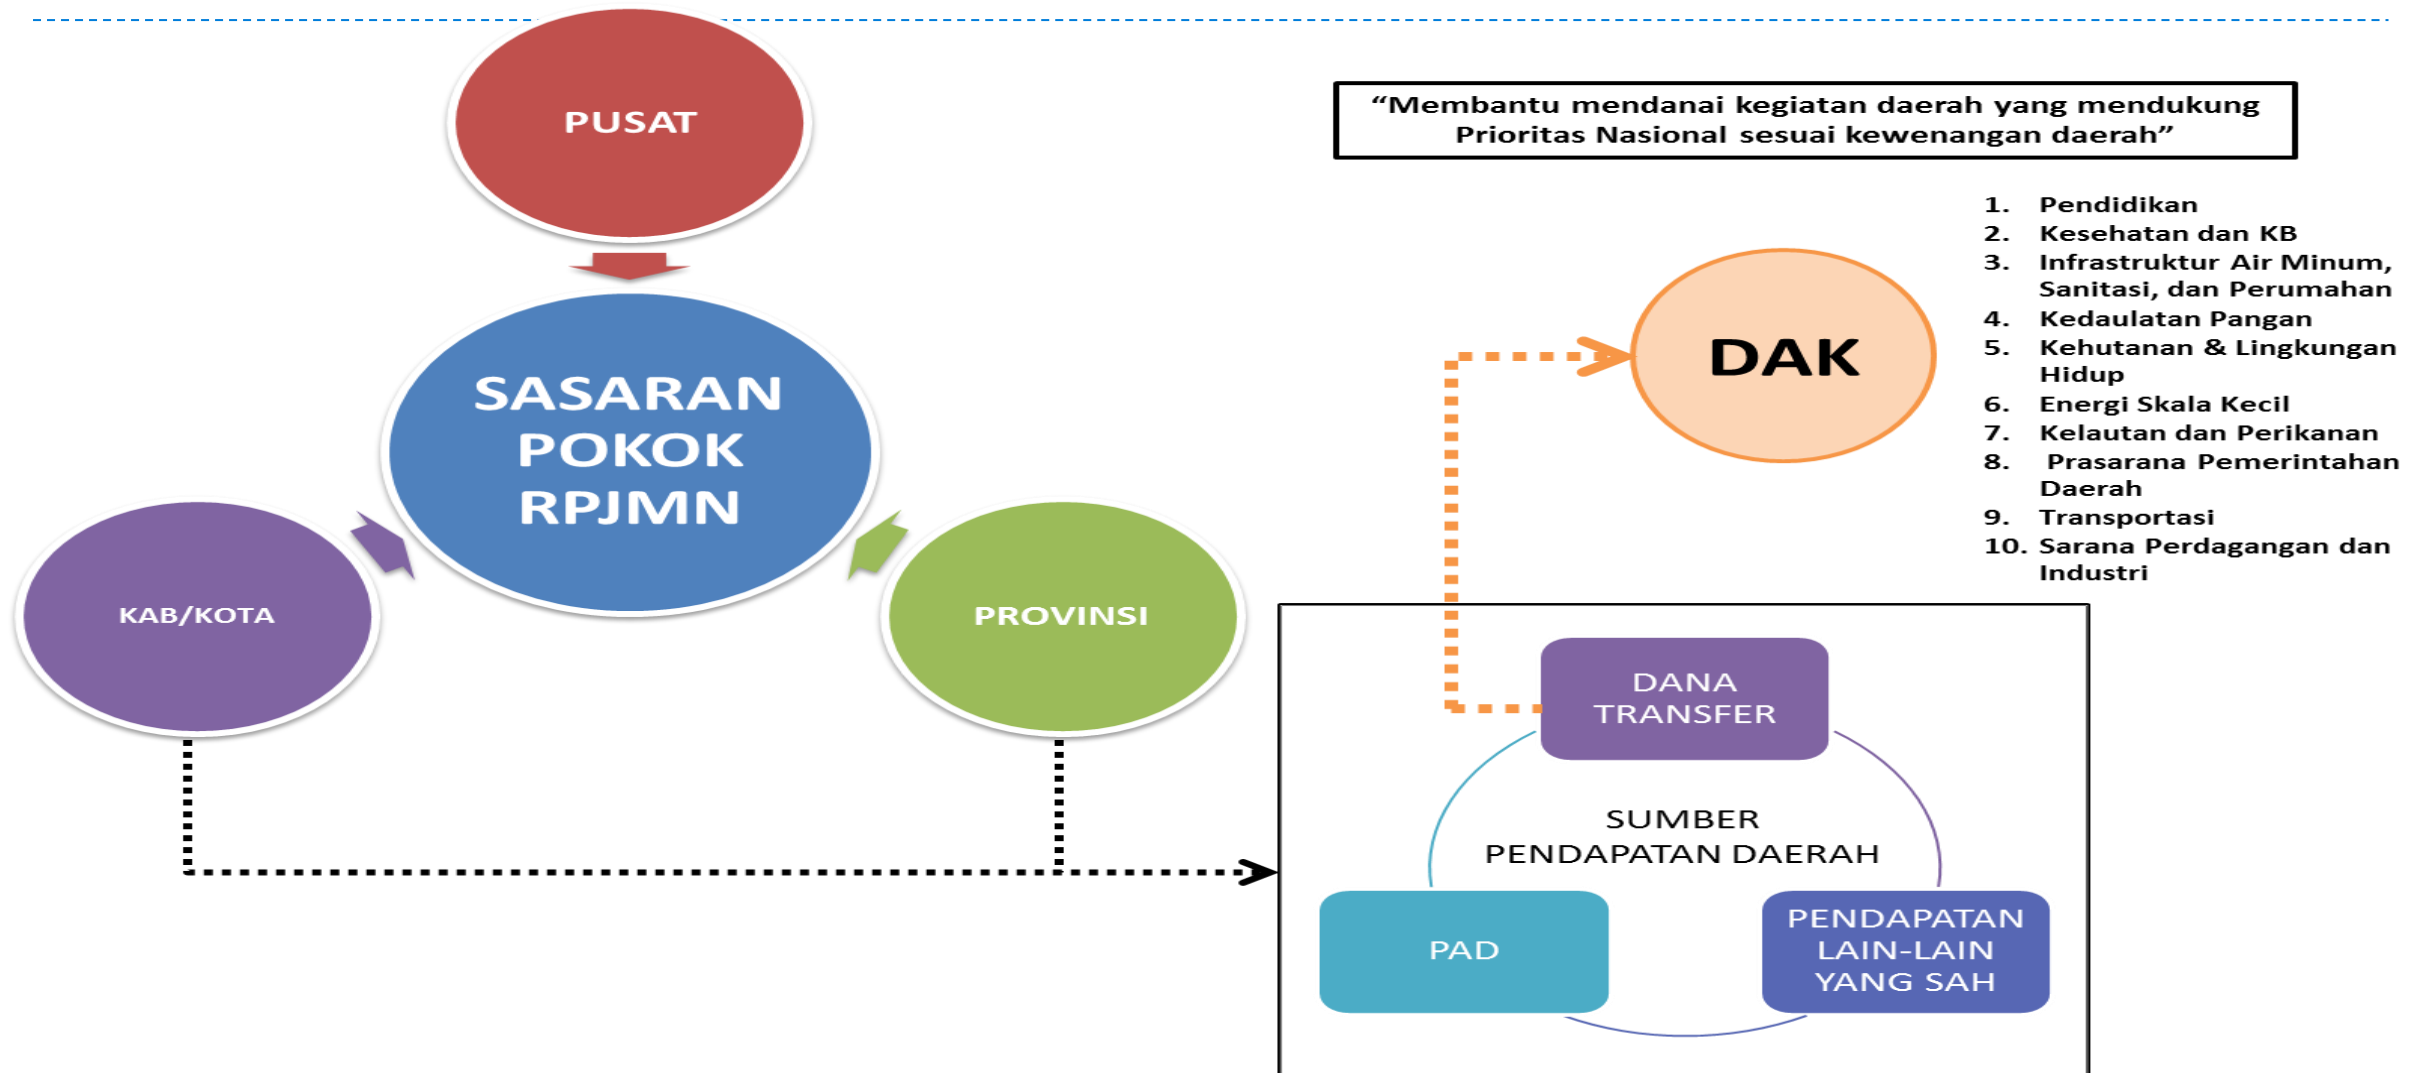 PUSAT
SASARAN
POKOK
RPJMN
KAB/KOTA
PROVINSI
“Membantu mendanai kegiatan daerah yang mendukung
Prioritas Nasional sesuai kewenangan daerah”
DAK
1. Pendidikan
2. Kesehatan dan KB
3. Infrastruktur Air Minum,
Sanitasi, dan Perumahan
4. Kedaulatan Pangan
5. Kehutanan & Lingkungan
Hidup
6. Energi Skala Kecil
7. Kelautan dan Perikanan
8. Prasarana Pemerintahan
Daerah
9. Transportasi
10. Sarana Perdagangan dan
Industri
DANA
TRANSFER
SUMBER
PENDAPATAN DAERAH
PAD
PENDAPATAN
LAIN-LAIN
YANG SAH